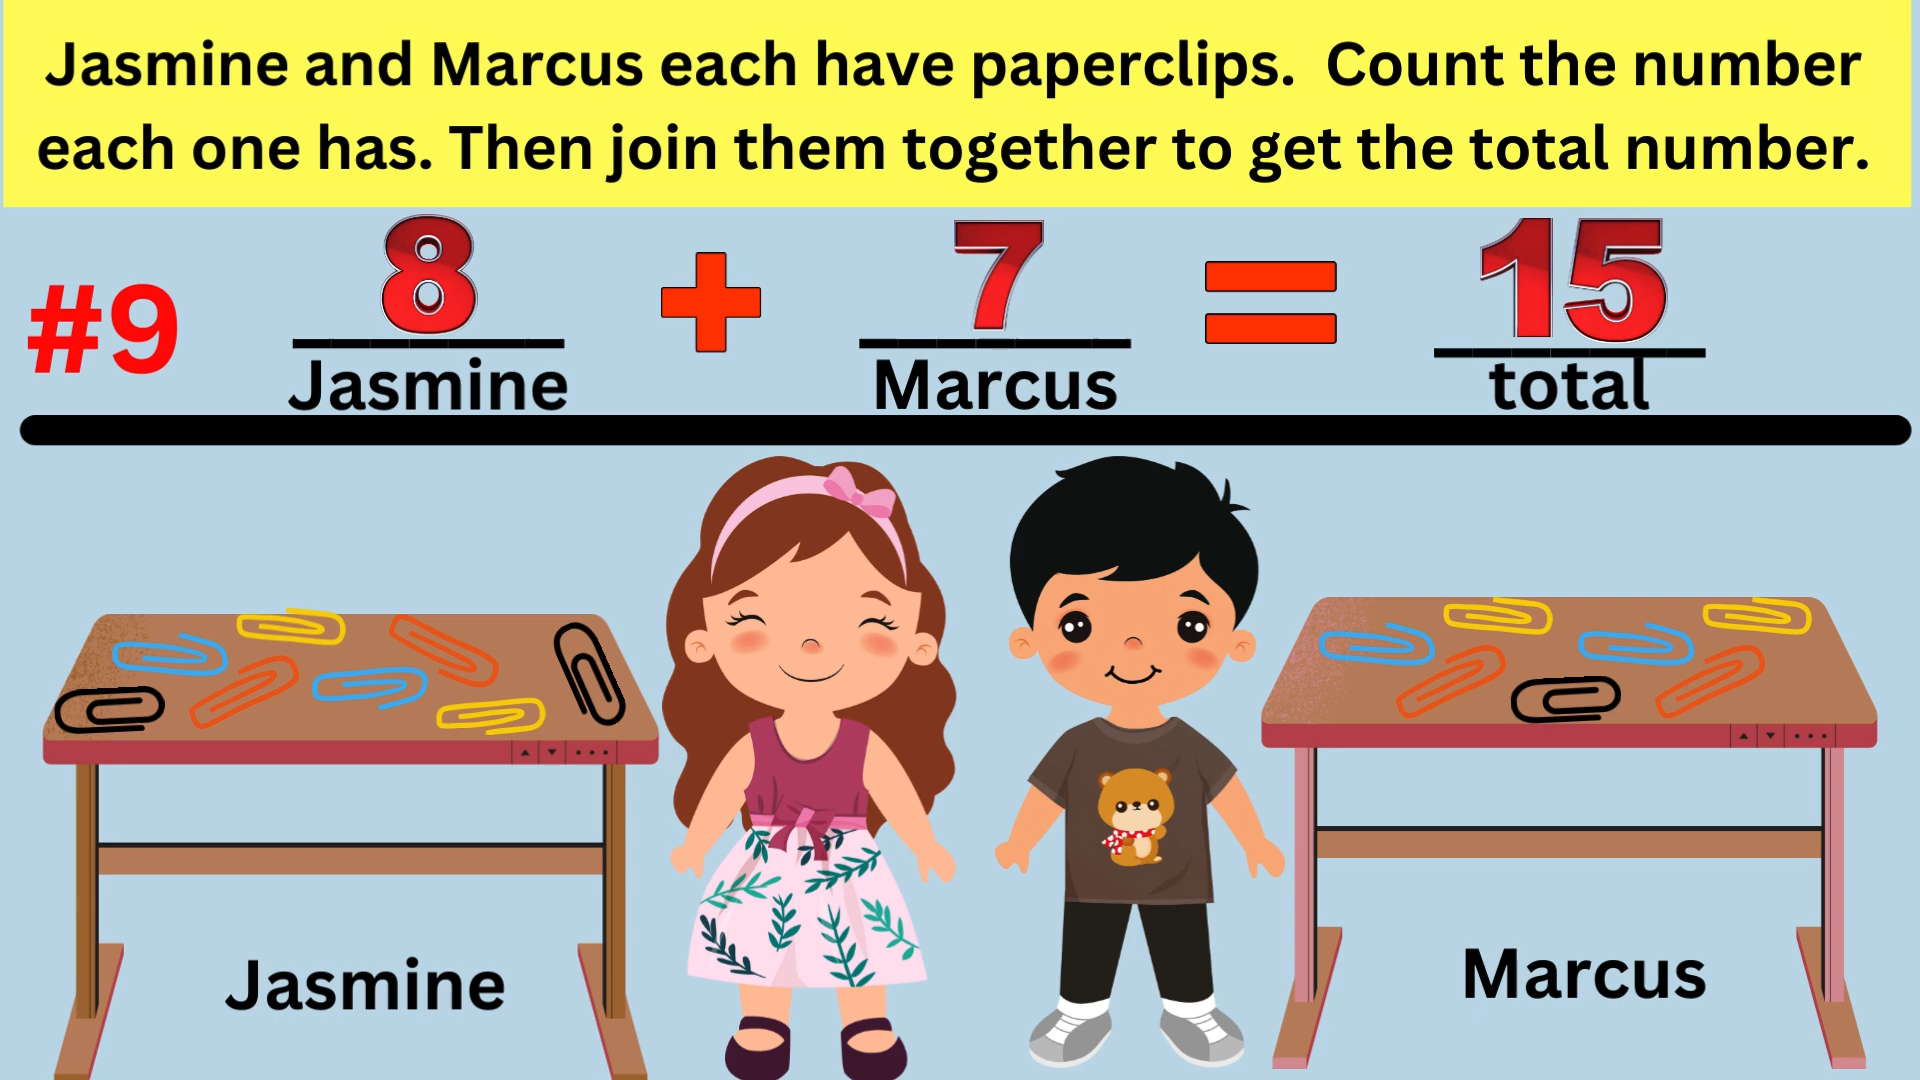 Jasmine and Marcus each have paperclips. Count the number
each one has. Then join them together to get the total number.
#9 8 + 7 = 15
Jasmine Marcus total
Jasmine Marcus